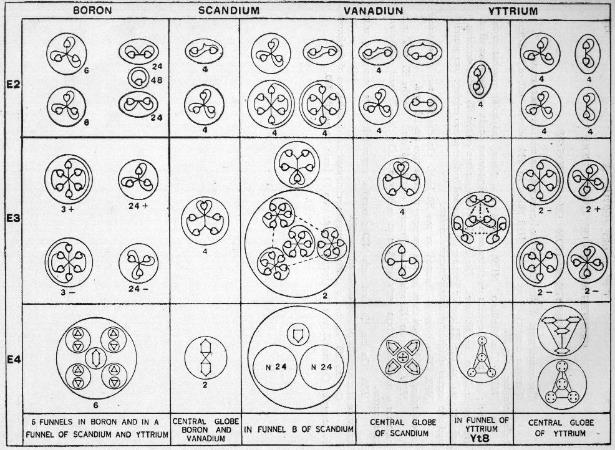 BORON SCANDIUM VANADIUN YTTRIUM
E2
6 24 48 6 24
4 4
4 4
4 4
4
4 4 4 4
E3
3+ 24+ 3- 24-
4
2
4
2- 2+ 2- 2-
E4
6
2
N 24 N 24
6 FUNNELS IN BORON AND IN A
FUNNEL OF SCANDIUM AND YTTRIUM
CENTRAL GLOBE
BORON AND
VANADIUM
IN FUNNEL B OF SCANDIUM
CENTRAL GLOBE
OF SCANDIUM
IN FUNNEL OF
YTTRIUM
Yt8
CENTRAL GLOBE
OF YTTRIUM